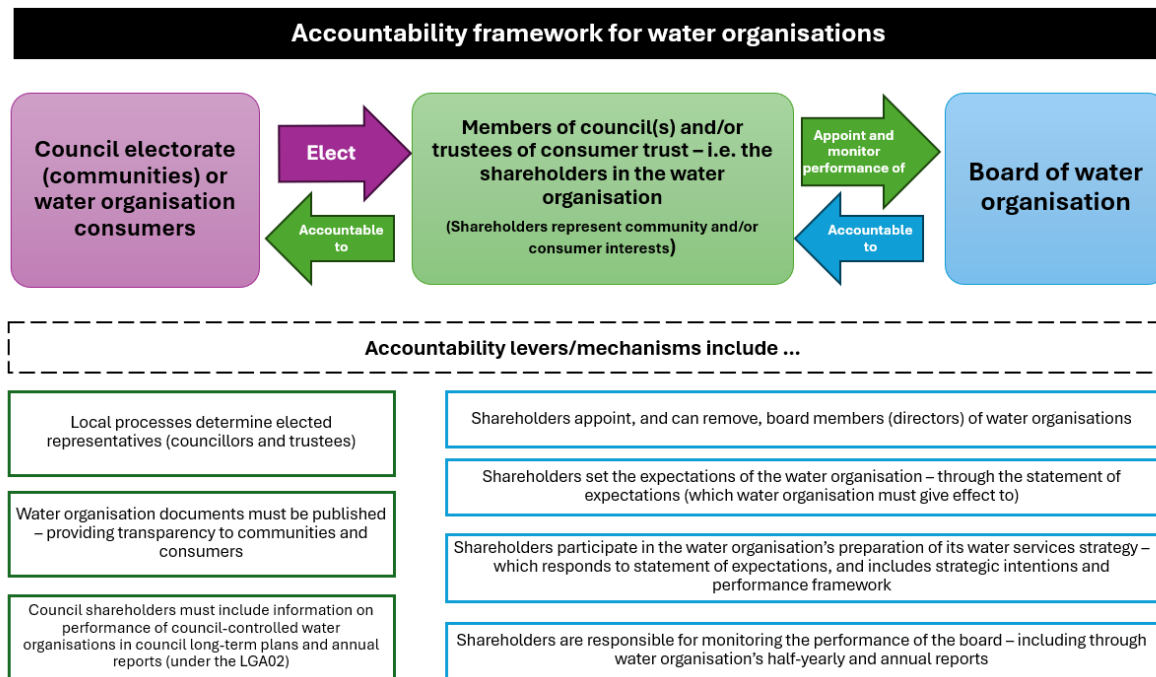 Accountability framework for water organisations
Council electorate
(communities) or
water organisation
consumers
Elect
Accountable
to
Members of council(s) and/or
trustees of consumer trust – i.e. the
shareholders in the water
organisation
(Shareholders represent community and/or
consumer interests)
Appoint and
monitor
performance of
Accountable
to
Board of water
organisation
Accountability levers/mechanisms include ...
Local processes determine elected
representatives (councillors and trustees)
Water organisation documents must be published
– providing transparency to communities and
consumers
Council shareholders must include information on
performance of council-controlled water
organisations in council long-term plans and annual
reports (under the LGA02)
Shareholders appoint, and can remove, board members (directors) of water organisations
Shareholders set the expectations of the water organisation – through the statement of
expectations (which water organisation must give effect to)
Shareholders participate in the water organisation’s preparation of its water services strategy –
which responds to statement of expectations, and includes strategic intentions and
performance framework
Shareholders are responsible for monitoring the performance of the board – including through
water organisation’s half-yearly and annual reports